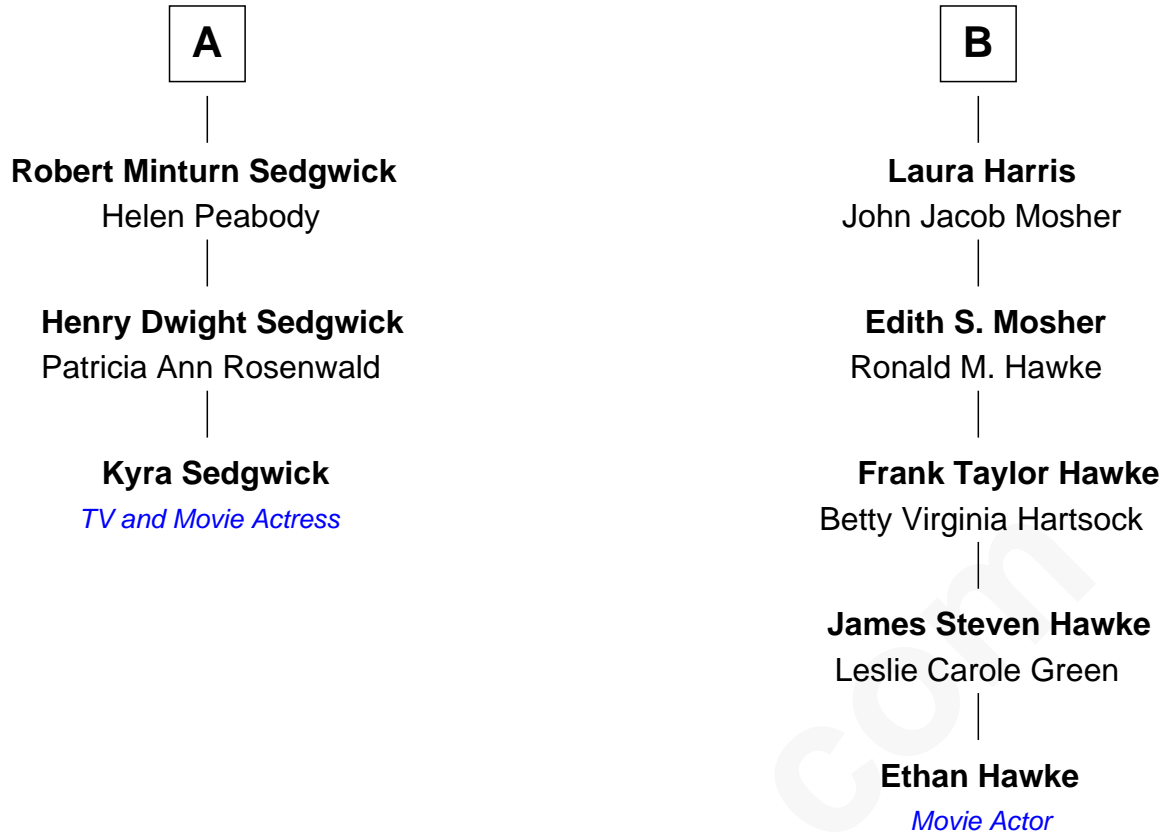 A
Robert Minturn Sedgwick
Helen Peabody
Henry Dwight Sedgwick
Patricia Ann Rosenwald
Kyra Sedgwick
TV and Movie Actress
B
Laura Harris
John Jacob Mosher
Edith S. Mosher
Ronald M. Hawke
Frank Taylor Hawke
Betty Virginia Hartsock
James Steven Hawke
Leslie Carole Green
Ethan Hawke
Movie Actor
com